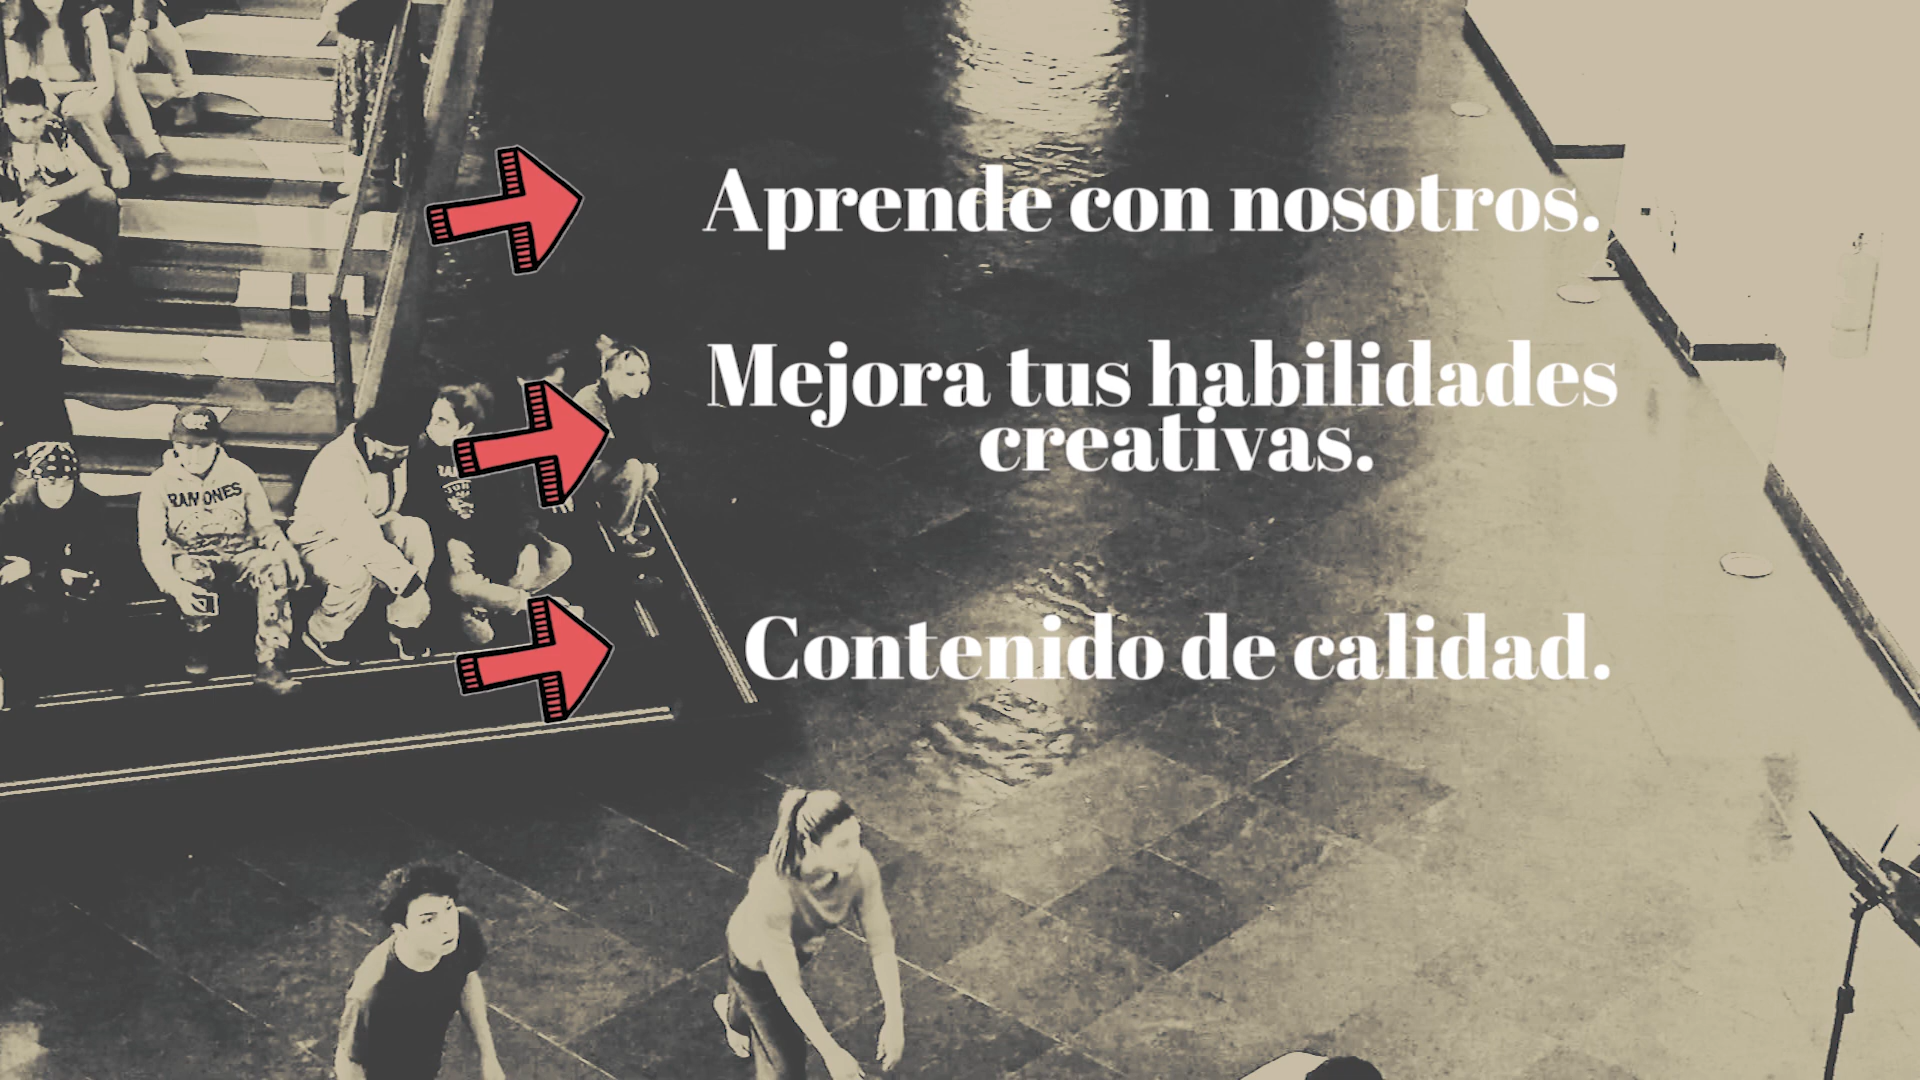 Aprende con nosotros.
Mejora tus habilidades
creativas.
RAMONES
Contenido de calidad.